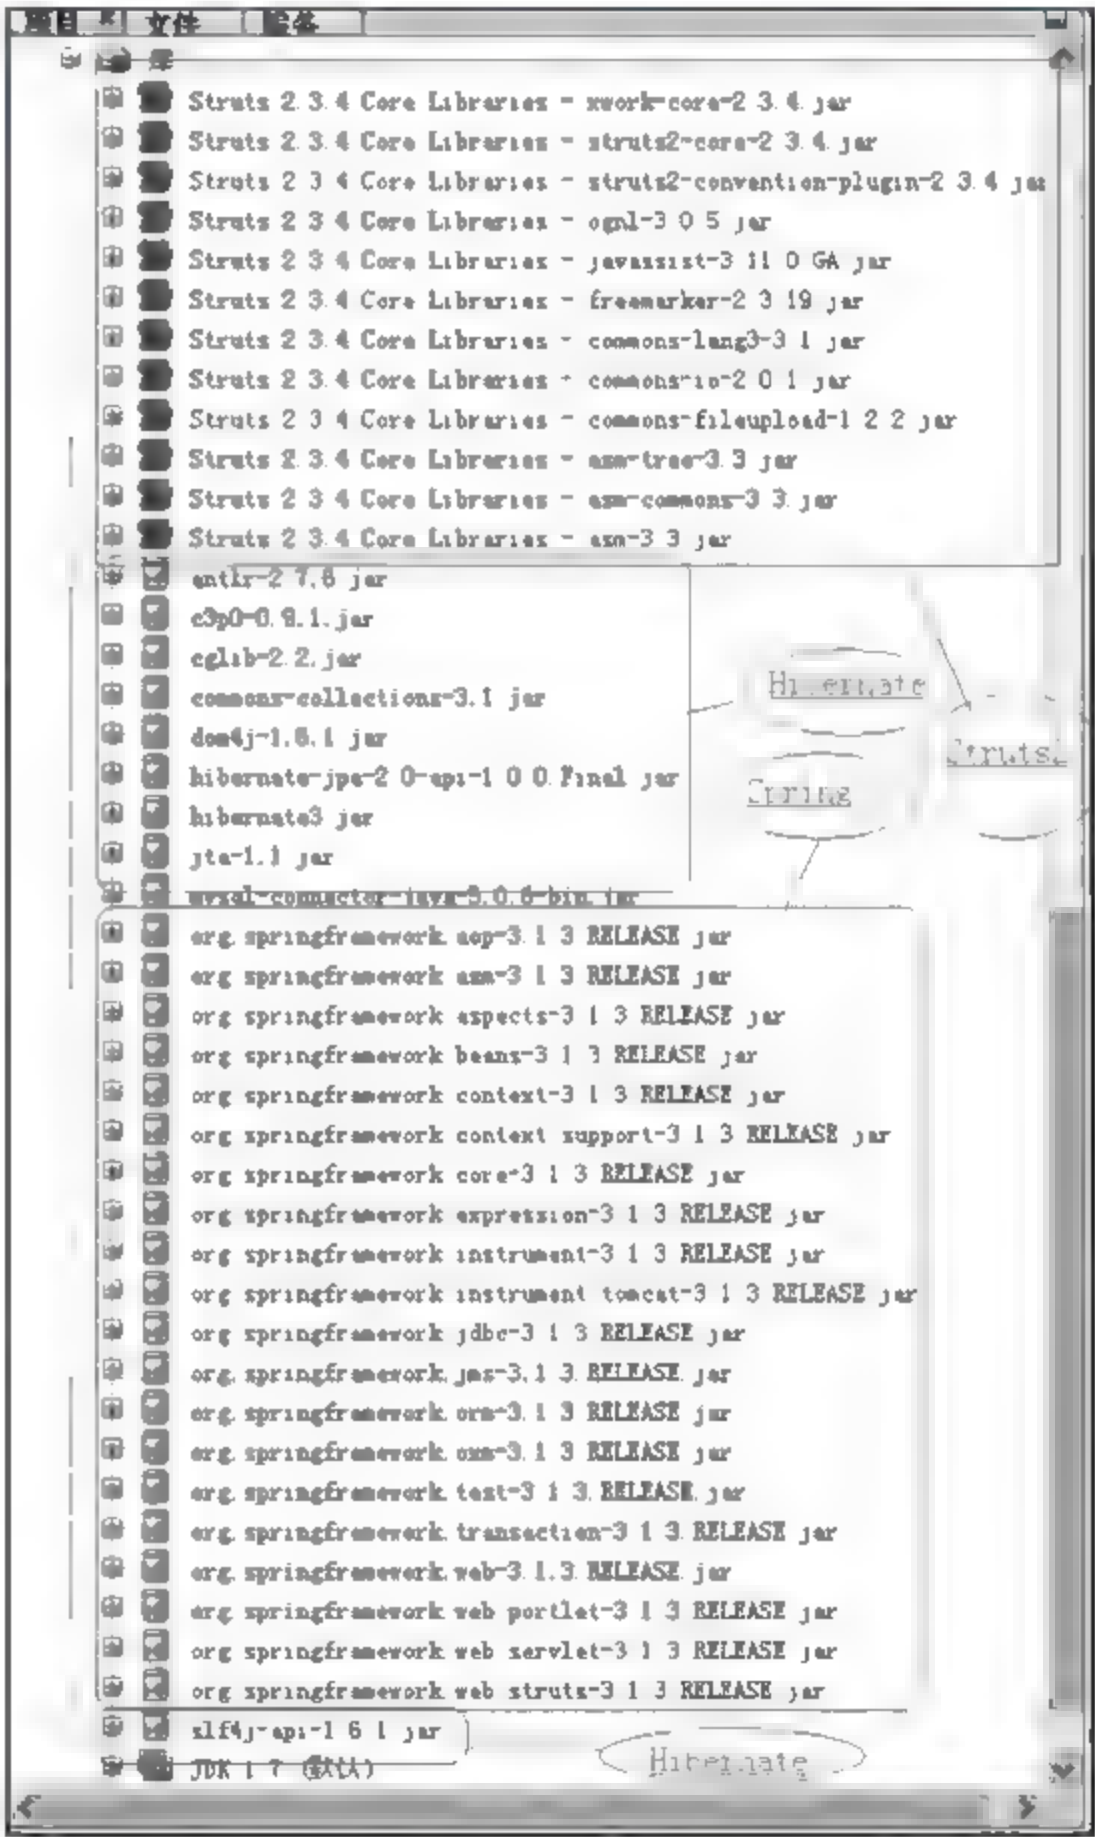 项目 文件 服务
库
Struts 2.3.4 Core Libraries - xwork-core-2.3.4.jar
Struts 2.3.4 Core Libraries - struts2-core-2.3.4.jar
Struts 2.3.4 Core Libraries - struts2-convention-plugin-2.3.4.jar
Struts 2.3.4 Core Libraries - ognl-3.0.5.jar
Struts 2.3.4 Core Libraries - javassist-3.11.0.GA.jar
Struts 2.3.4 Core Libraries - freemarker-2.3.19.jar
Struts 2.3.4 Core Libraries - commons-lang3-3.1.jar
Struts 2.3.4 Core Libraries - commons-io-2.0.1.jar
Struts 2.3.4 Core Libraries - commons-fileupload-1.2.2.jar
Struts 2.3.4 Core Libraries - asm-tree-3.3.jar
Struts 2.3.4 Core Libraries - asm-commons-3.3.jar
Struts 2.3.4 Core Libraries - asm-3.3.jar
antlr-2.7.6.jar
c3p0-0.9.1.jar
cglib-2.2.jar
commons-collections-3.1.jar
Hibernate
dom4j-1.6.1.jar
Struts2
hibernate-jpa-2.0-api-1.0.0.Final.jar
Spring
hibernate3.jar
jta-1.1.jar
mysql-connector-java-5.0.6-bin.jar
org.springframework.aop-3.1.3.RELEASE.jar
org.springframework.asm-3.1.3.RELEASE.jar
org.springframework.aspects-3.1.3.RELEASE.jar
org.springframework.beans-3.1.3.RELEASE.jar
org.springframework.context-3.1.3.RELEASE.jar
org.springframework.context.support-3.1.3.RELEASE.jar
org.springframework.core-3.1.3.RELEASE.jar
org.springframework.expression-3.1.3.RELEASE.jar
org.springframework.instrument-3.1.3.RELEASE.jar
org.springframework.instrument.tomcat-3.1.3.RELEASE.jar
org.springframework.jdbc-3.1.3.RELEASE.jar
org.springframework.jms-3.1.3.RELEASE.jar
org.springframework.orm-3.1.3.RELEASE.jar
org.springframework.oxm-3.1.3.RELEASE.jar
org.springframework.test-3.1.3.RELEASE.jar
org.springframework.transaction-3.1.3.RELEASE.jar
org.springframework.web-3.1.3.RELEASE.jar
org.springframework.web.portlet-3.1.3.RELEASE.jar
org.springframework.web.servlet-3.1.3.RELEASE.jar
org.springframework.web.struts-3.1.3.RELEASE.jar
slf4j-api-1.6.1.jar
Hibernate
JDK 1.7 (默认)